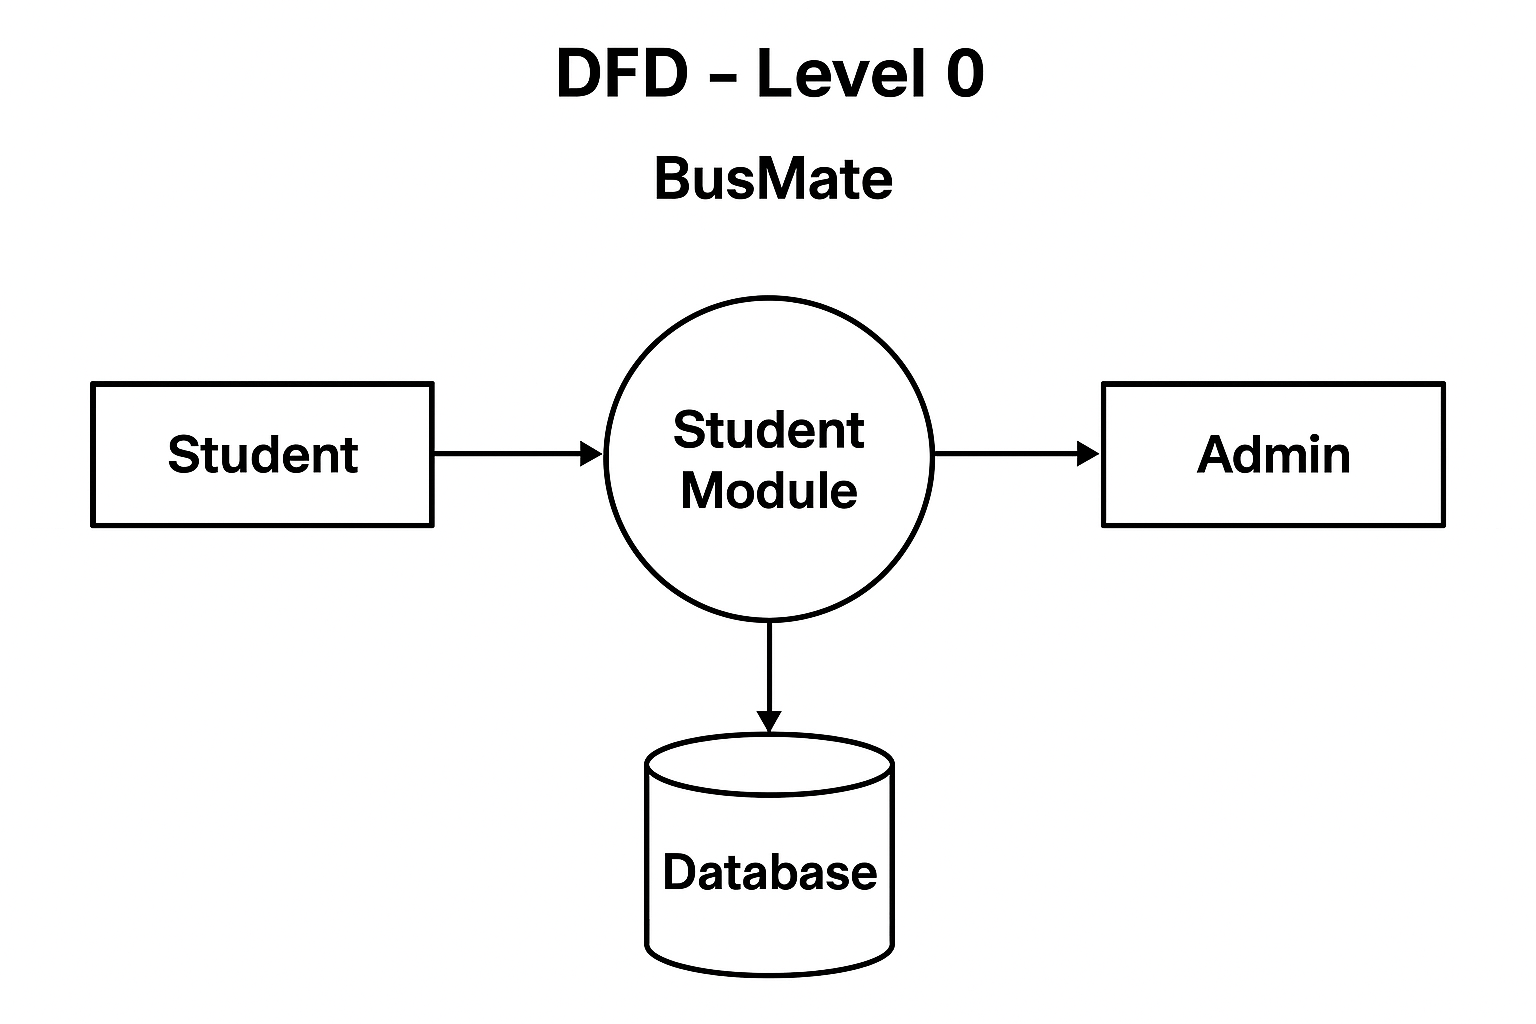 DFD – Level 0
BusMate
Student
Student
Module
Admin
Database